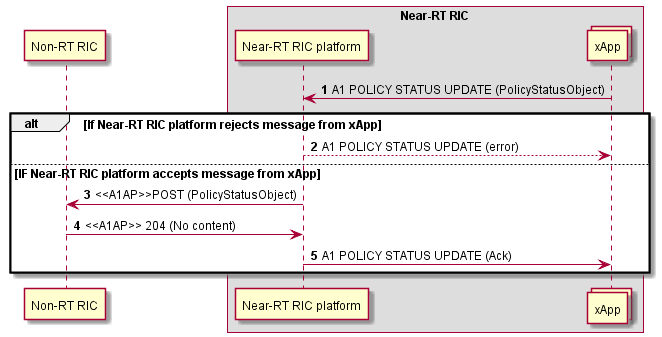 Near-RT RIC
Non-RT RIC
Near-RT RIC platform
xApp
1 A1 POLICY STATUS UPDATE (PolicyStatusObject)
alt [If Near-RT RIC platform rejects message from xApp]
2 A1 POLICY STATUS UPDATE (error)
[IF Near-RT RIC platform accepts message from xApp]
3 <<A1AP>>POST (PolicyStatusObject)
4 <<A1AP>> 204 (No content)
5 A1 POLICY STATUS UPDATE (Ack)
Non-RT RIC
Near-RT RIC platform
xApp